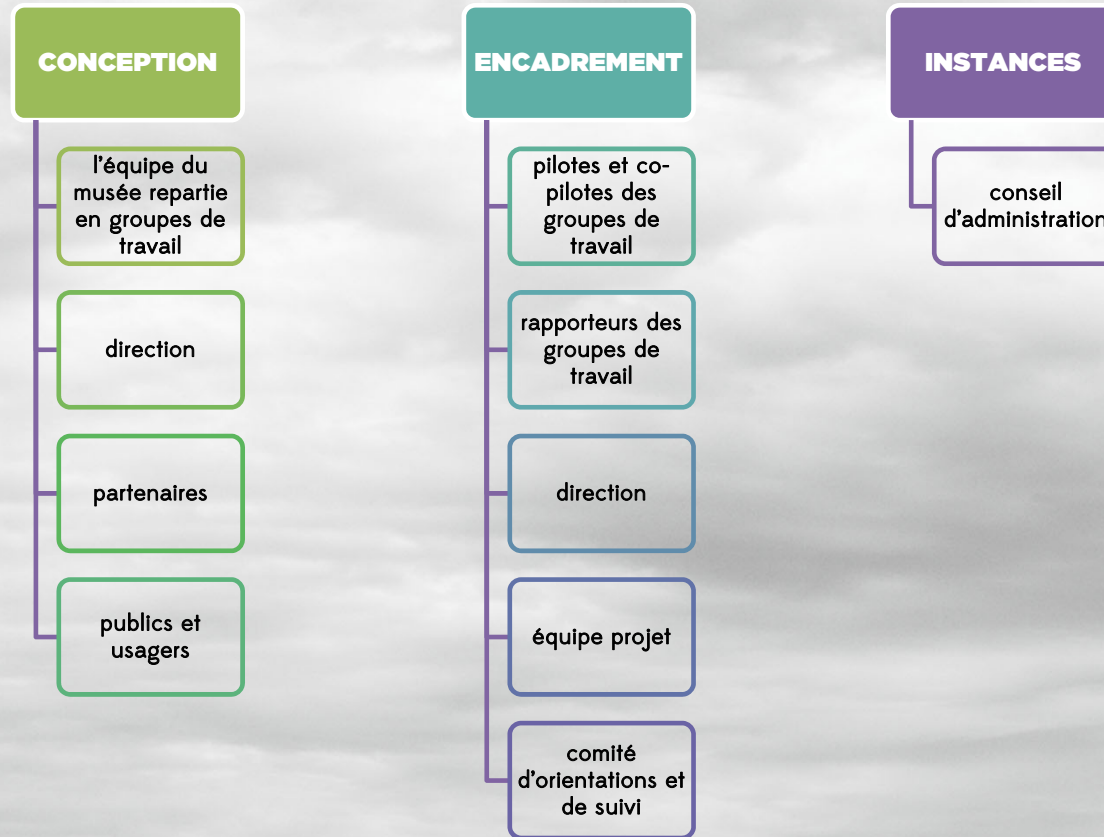 CONCEPTION
l'équipe du
musée repartie
en groupes de
travail
direction
partenaires
publics et
usagers
ENCADREMENT
pilotes et co-
pilotes des
groupes de
travail
rapporteurs des
groupes de
travail
direction
équipe projet
comité
d'orientations et
de suivi
INSTANCES
conseil
d'administration